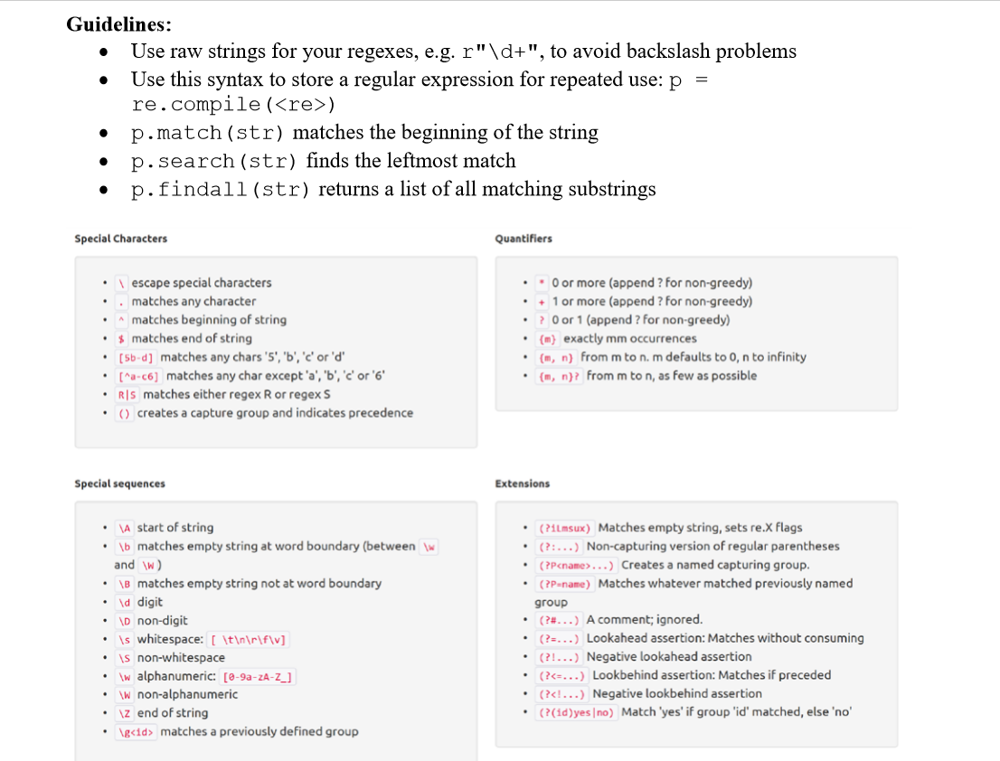 Guidelines:
• Use raw strings for your regexes, e.g. r"\d+", to avoid backslash problems
• Use this syntax to store a regular expression for repeated use: p =
re.compile(<re>)
• p.match(str) matches the beginning of the string
• p.search(str) finds the leftmost match
• p.findall(str) returns a list of all matching substrings
Special Characters
• \ escape special characters
• . matches any character
• ^ matches beginning of string
• $ matches end of string
• [5b-d] matches any chars '5', 'b', 'c' or 'd'
• [^a-c6] matches any char except 'a', 'b', 'c' or '6'
• R|S matches either regex R or regex S
• () creates a capture group and indicates precedence
Quantifiers
• * 0 or more (append ? for non-greedy)
• + 1 or more (append ? for non-greedy)
• ? 0 or 1 (append ? for non-greedy)
• {m} exactly mm occurrences
• {m, n} from m to n. m defaults to 0, n to infinity
• {m, n}? from m to n, as few as possible
Special sequences
• \A start of string
• \b matches empty string at word boundary (between \w
and \W)
• \B matches empty string not at word boundary
• \d digit
• \D non-digit
• \s whitespace: [ \t\n\r\f\v]
• \S non-whitespace
• \w alphanumeric: [0-9a-zA-Z_]
• \W non-alphanumeric
• \Z end of string
• \g<id> matches a previously defined group
Extensions
• (?iLmsux) Matches empty string, sets re.X flags
• (?:...) Non-capturing version of regular parentheses
• (?P<name>...) Creates a named capturing group.
• (?P=name) Matches whatever matched previously named
group
• (?#...) A comment; ignored.
• (?=...) Lookahead assertion: Matches without consuming
• (?!...) Negative lookahead assertion
• (?<=...) Lookbehind assertion: Matches if preceded
• (?<!...) Negative lookbehind assertion
• (?(id)yes|no) Match 'yes' if group 'id' matched, else 'no'